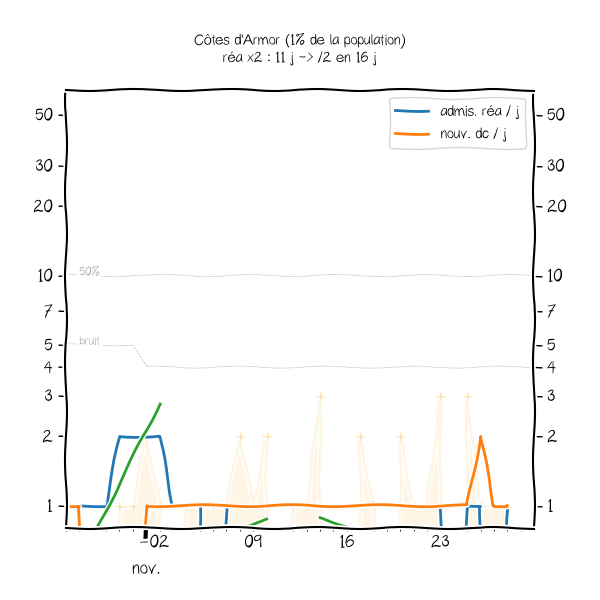 Côtes d'Armor (1% de la population)
réa x2 : 11 j -> /2 en 16 j
admis. réa / j
nouv. dc / j
50 50
30 30
20 20
50%
10 10
7 7
bruit
5 5
4 4
3 3
2 2
1 1
02 09 16 23
nov.